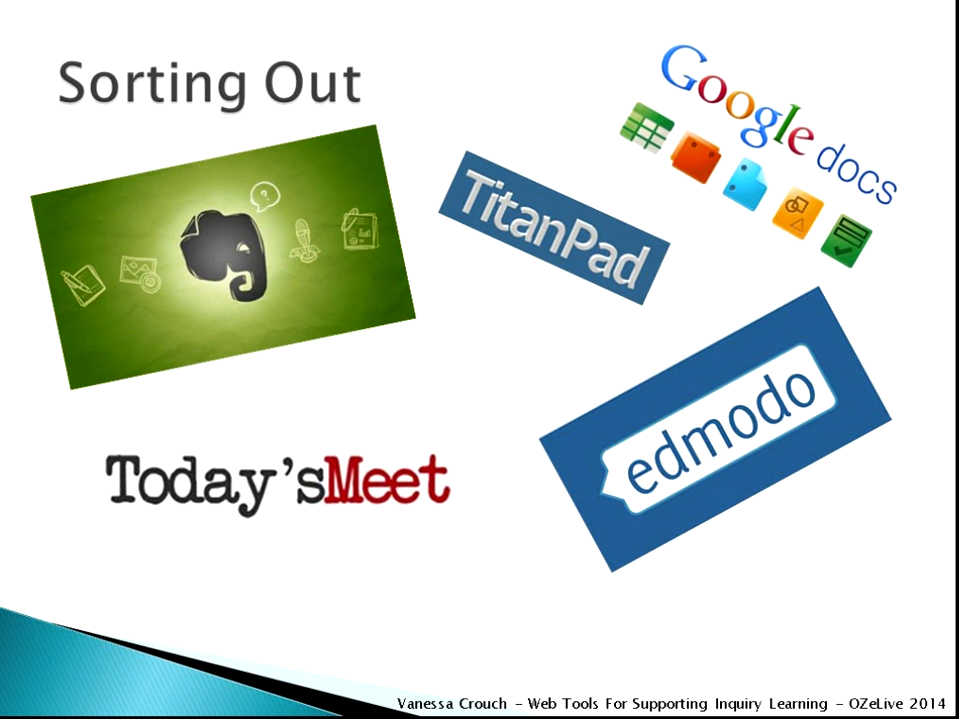 Sorting Out
Google docs
TitanPad
?
edmodo
Today'sMeet
Vanessa Crouch - Web Tools For Supporting Inquiry Learning - OZeLive 2014